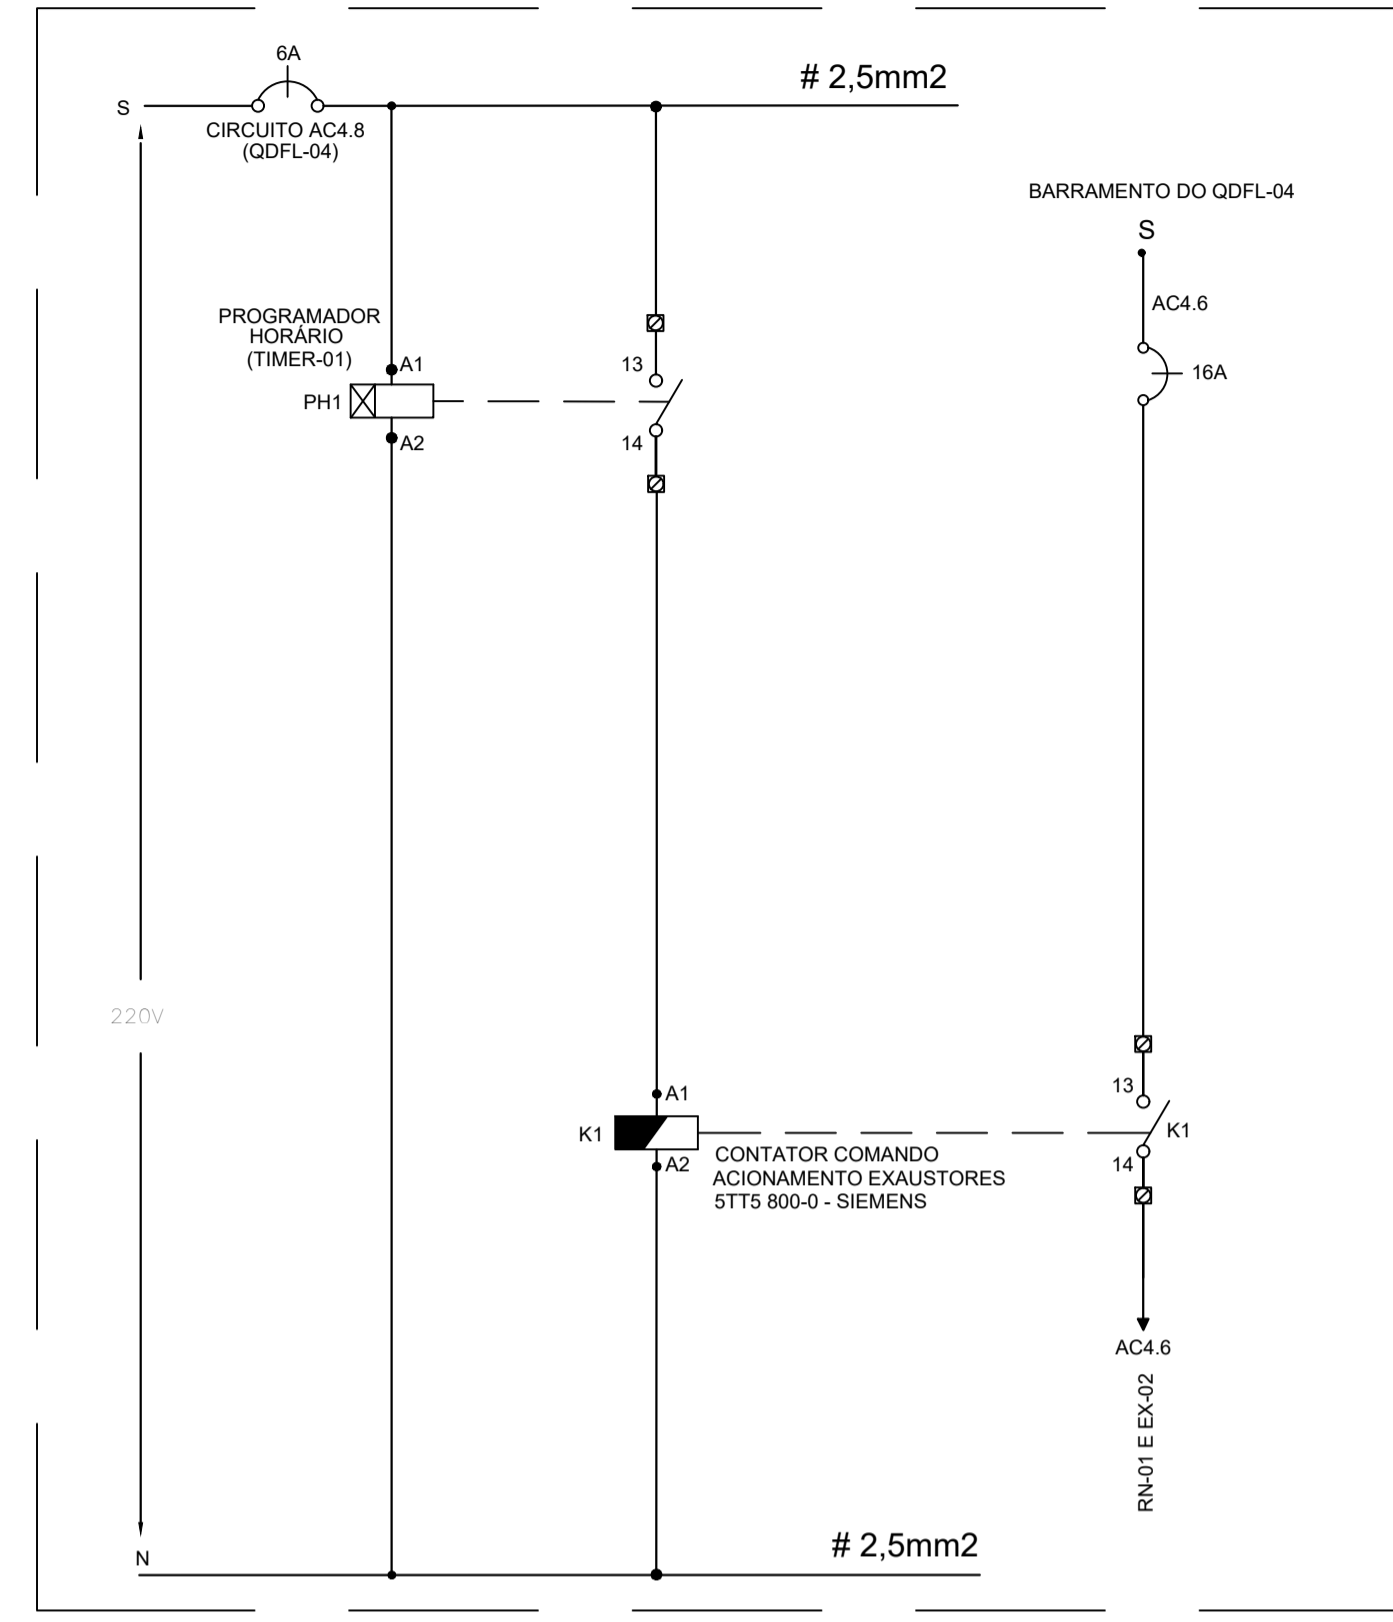 6A
# 2,5mm2
S
CIRCUITO AC4.8
(QDFL-04)
BARRAMENTO DO QDFL-04
S
AC4.6
PROGRAMADOR
HORÁRIO
(TIMER-01)
A1
13
16A
PH1
A2
14
220V
A1
13
K1
K1
CONTATOR COMANDO
A2
14
ACIONAMENTO EXAUSTORES
5TT5 800-0 - SIEMENS
AC4.6
RN-01 E EX-02
N
# 2,5mm2